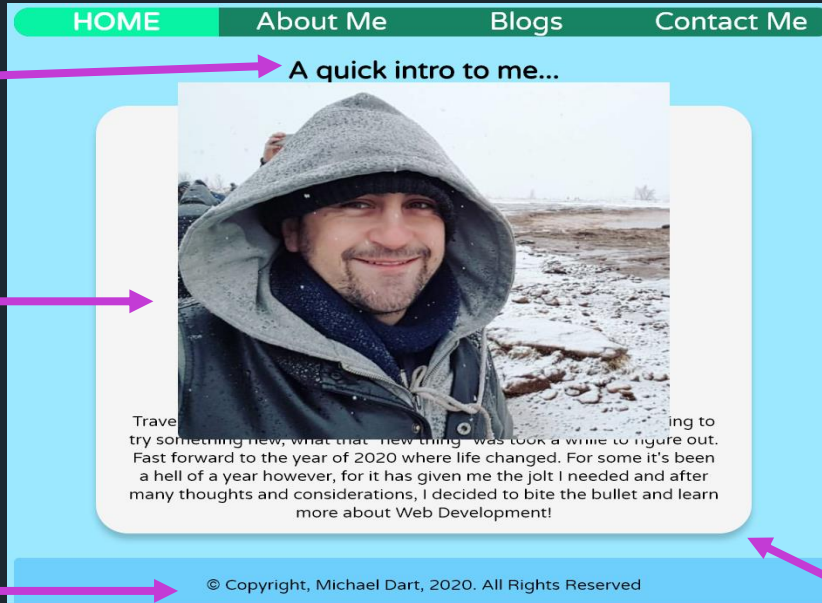 HOME About Me Blogs Contact Me
A quick intro to me...
ing to
try something new, what that "new thing" was took a while to figure out.
Fast forward to the year of 2020 where life changed. For some it's been
a hell of a year however, for it has given me the jolt I needed and after
many thoughts and considerations, I decided to bite the bullet and learn
more about Web Development!
© Copyright, Michael Dart, 2020. All Rights Reserved